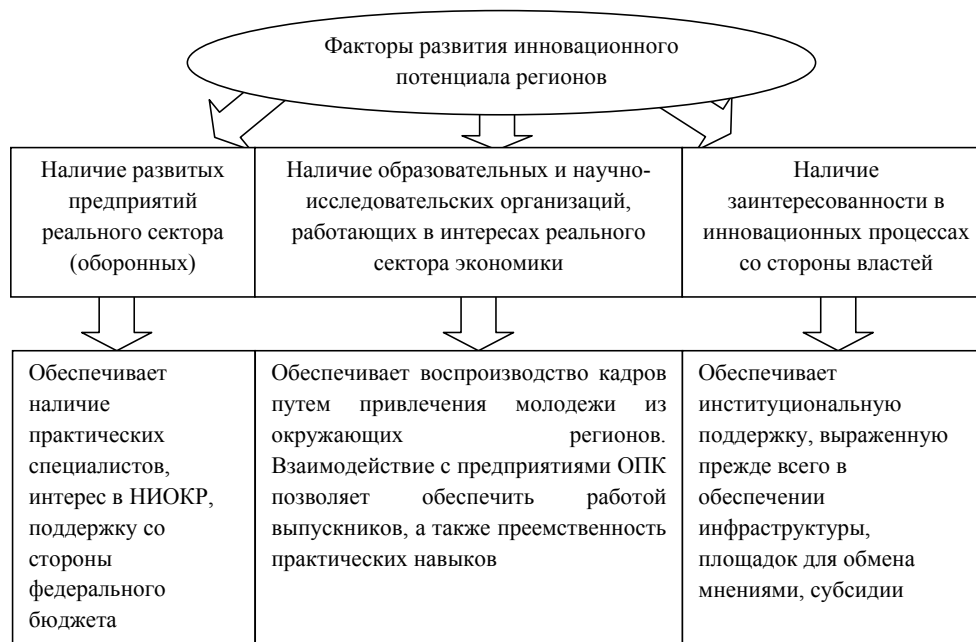 Факторы развития инновационного
потенциала регионов
Наличие развитых
предприятий
реального сектора
(оборонных)
Наличие образовательных и научно-
исследовательских организаций,
работающих в интересах реального
сектора экономики
Наличие
заинтересованности в
инновационных процессах
со стороны властей
Обеспечивает
наличие
практических
специалистов,
интерес в НИОКР,
поддержку со
стороны
федерального
бюджета
Обеспечивает воспроизводство кадров
путем привлечения молодежи из
окружающих регионов.
Взаимодействие с предприятиями ОПК
позволяет обеспечить работой
выпускников, а также преемственность
практических навыков
Обеспечивает
институциональную
поддержку, выраженную
прежде всего в
обеспечении
инфраструктуры,
площадок для обмена
мнениями, субсидии